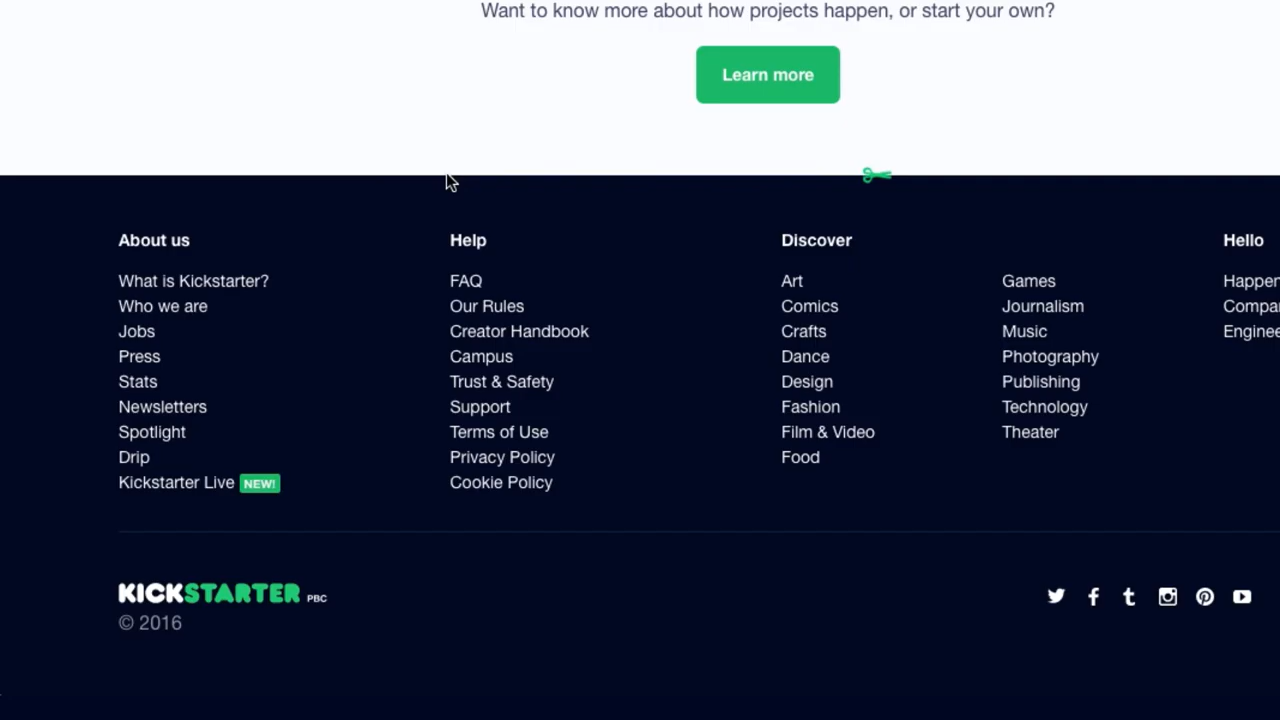 Want to know more about how projects happen, or start your own?
Learn more
About us
What is Kickstarter?
Who we are
Jobs
Press
Stats
Newsletters
Spotlight
Drip
Kickstarter Live NEW!
Help
FAQ
Our Rules
Creator Handbook
Campus
Trust & Safety
Support
Terms of Use
Privacy Policy
Cookie Policy
Discover
Art
Comics
Crafts
Dance
Design
Fashion
Film & Video
Food
Games
Journalism
Music
Photography
Publishing
Technology
Theater
Hello
KICKSTARTER PBC
© 2016